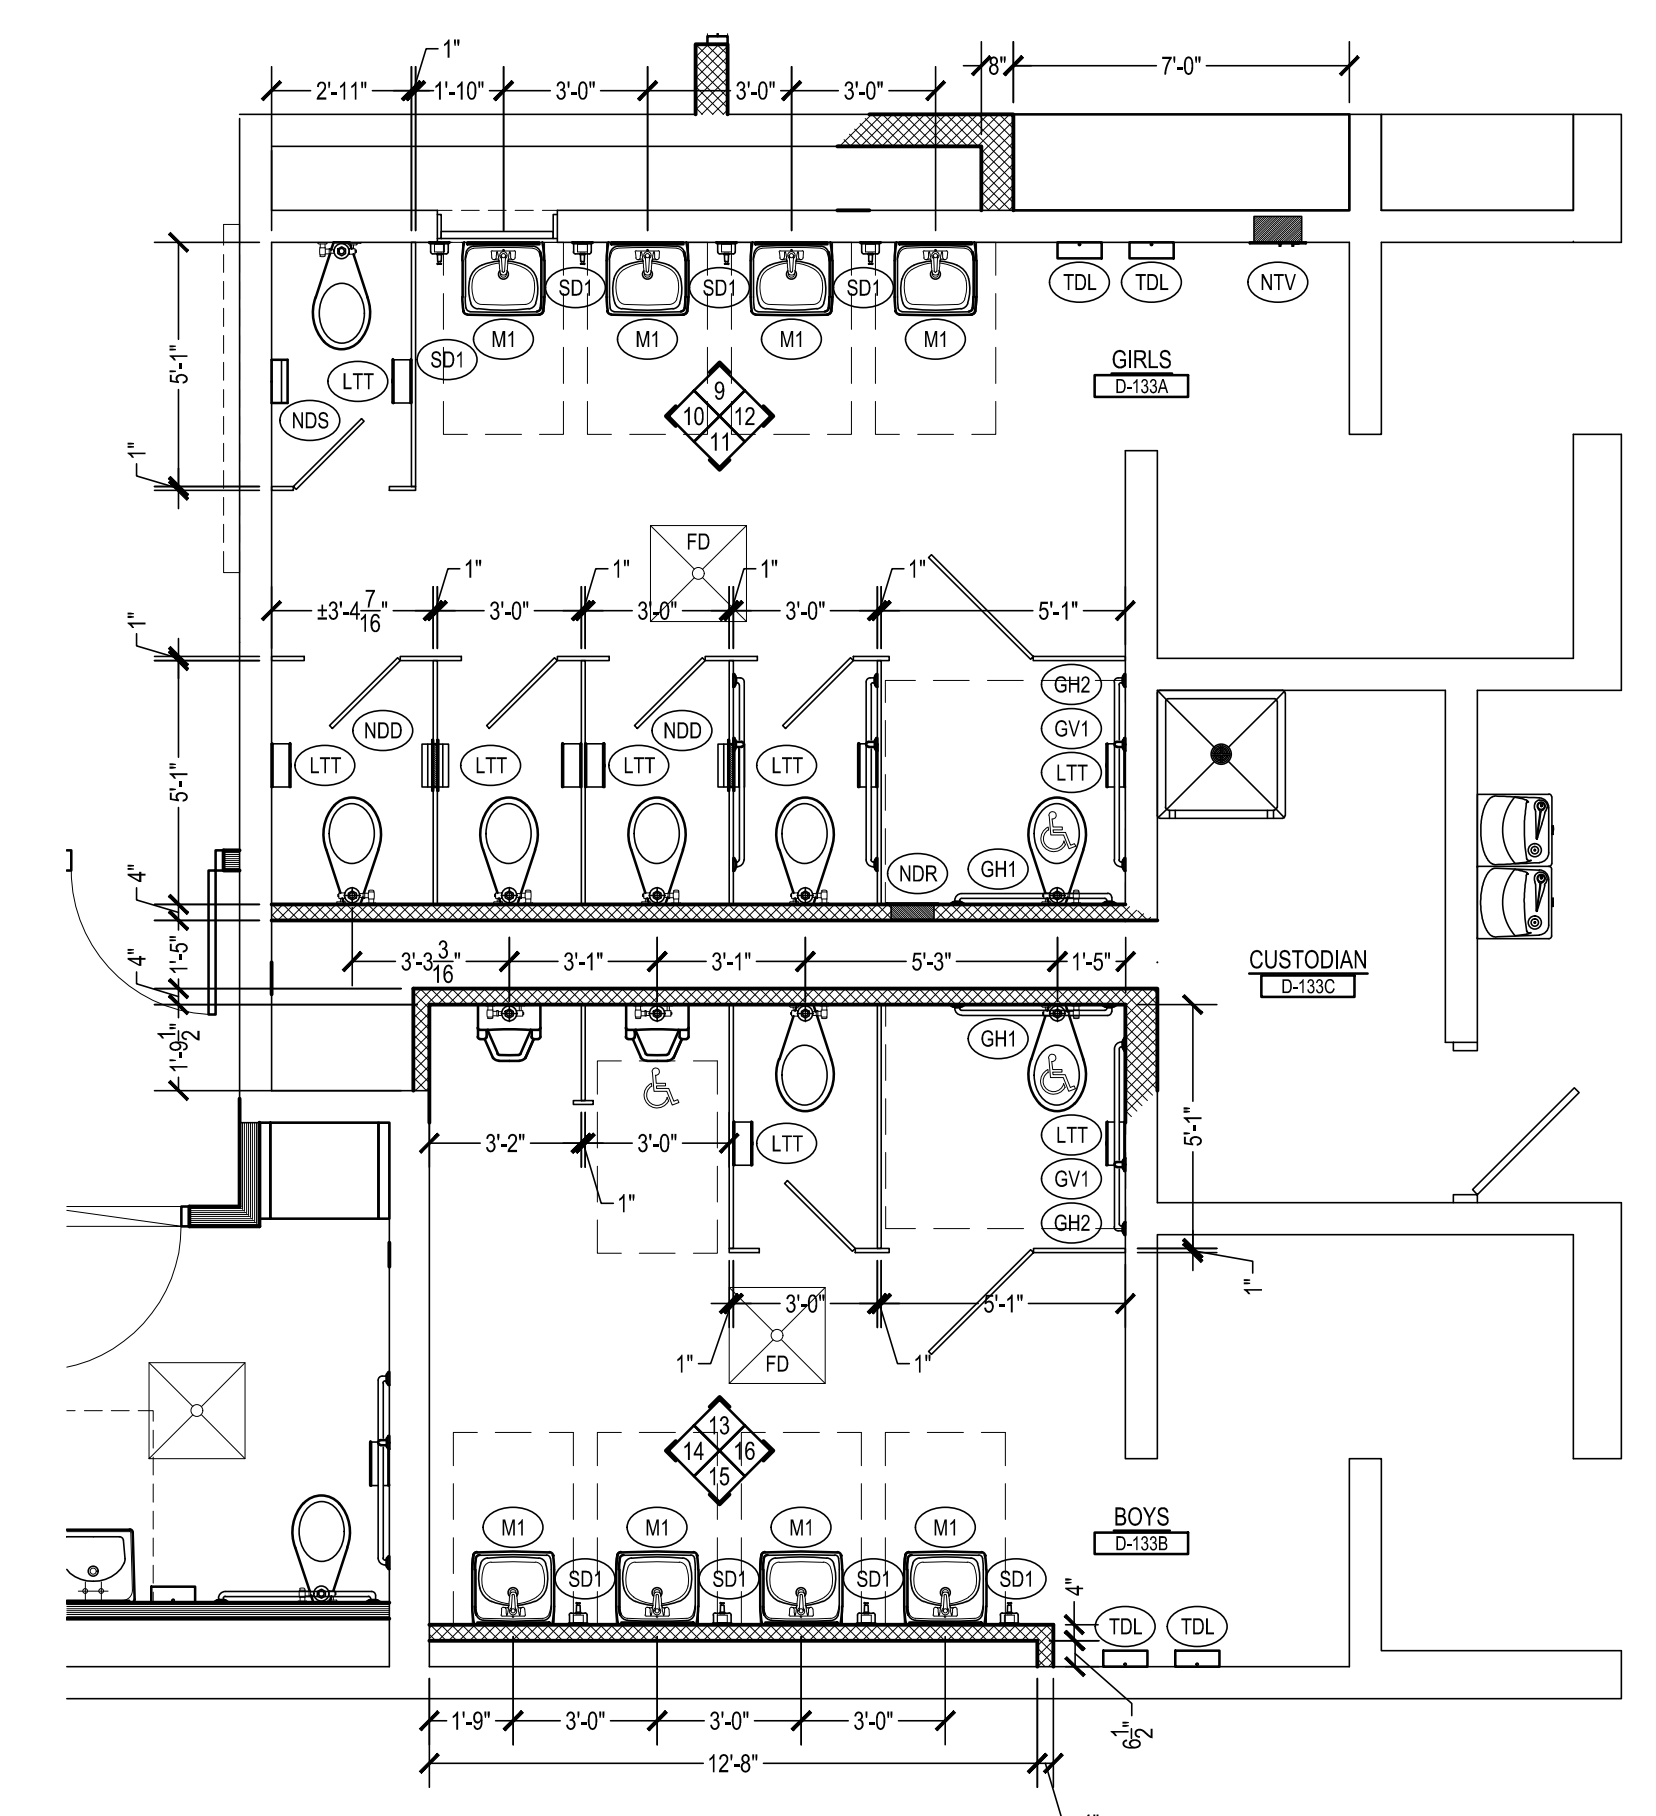 1"
2'-11" 1'-10" 3'-0" 3'-0" 3'-0" 8" 7'-0"
SD1 SD1 SD1 TDL TDL NTV
M1 M1 M1 M1
SD1
5'-1" LTT
GIRLS
D-133A
9
10 12
11
NDS
1"
FD
1" 1" 1" 1"
±3'-4 7/16" 3'-0" 3'-0" 3'-0" 5'-1"
1"
GH2
NDD NDD GV1
LTT LTT LTT LTT LTT
5'-1"
NDR GH1
4"
3'-3 3/16" 3'-1" 3'-1" 5'-3" 1'-5"
1'-5"
4"
CUSTODIAN
D-133C
1'-9 1/2"
GH1
3'-2" 3'-0" LTT LTT 5'-1"
GV1
1"
GH2
1"
3'-0" 5'-1"
1" 1"
FD
13
14 16
15
M1 M1 M1 M1
BOYS
D-133B
SD1 SD1 SD1 SD1
4"
TDL TDL
1'-9" 3'-0" 3'-0" 3'-0" 6 1/2"
12'-8"